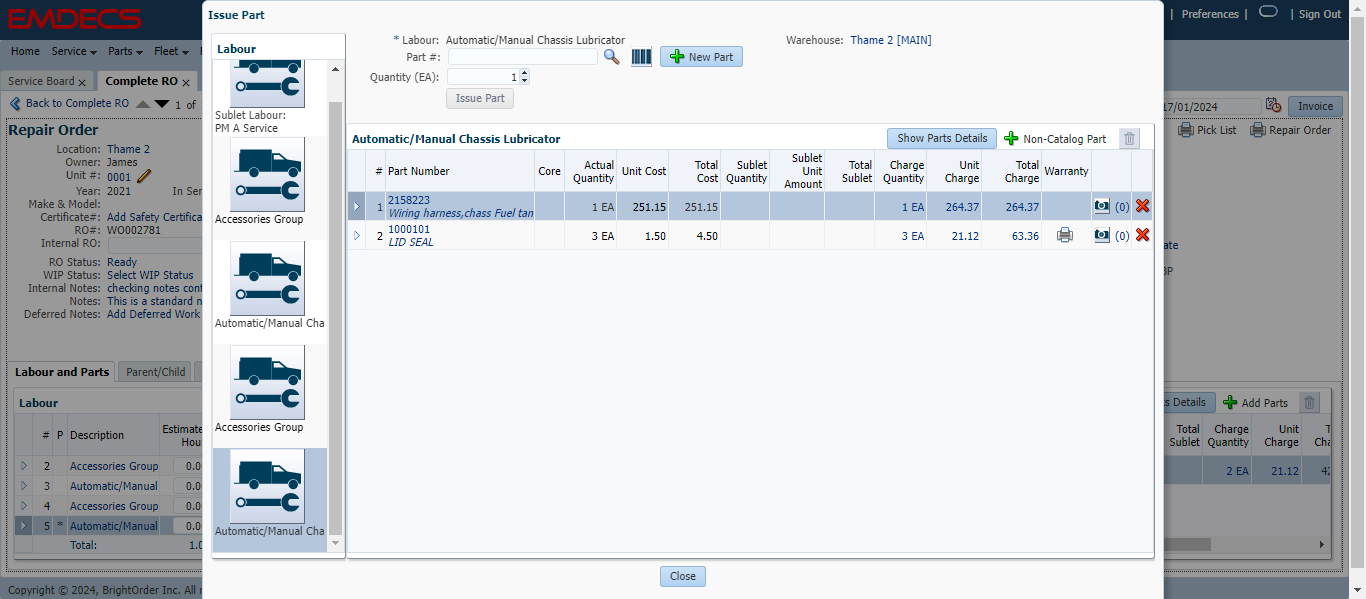 EMDECS
Issue Part
| Preferences | | Sign Out
Home Service Parts Fleet
Service Board x Complete RO x
Back to Complete RO 1 of
17/01/2024 Invoice
Pick List Repair Order
Repair Order
Location: Thame 2
Owner: James
Unit #: 0001
Year: 2021 In Ser
Make & Model:
Certificate#: Add Safety Certifica
RO#: WO002781
Internal RO:
RO Status: Ready
WIP Status: Select WIP Status
Internal Notes: checking notes cont
Notes: This is a standard n
Deferred Notes: Add Deferred Work
Labour and Parts Parent/Child
Labour
# P Description Estimate
Hou
2 Accessories Group 0.0
3 Automatic/Manual 0.0
4 Accessories Group 0.0
5 * Automatic/Manual 0.0
Total: 1.0
Copyright © 2024, BrightOrder Inc. All r
Labour
Sublet Labour:
PM A Service
Accessories Group
Automatic/Manual Cha
Accessories Group
Automatic/Manual Cha
* Labour: Automatic/Manual Chassis Lubricator
Warehouse: Thame 2 [MAIN]
Part #: New Part
Quantity (EA): 1
Issue Part
Automatic/Manual Chassis Lubricator Show Parts Details Non-Catalog Part
# Part Number Core Actual Quantity Unit Cost Total Cost Sublet Quantity Sublet Unit Amount Total Sublet Charge Quantity Unit Charge Total Charge Warranty
1 2158223 1 EA 251.15 251.15 1 EA 264.37 264.37 (0)
Wiring harness,chass Fuel tan
2 1000101 3 EA 1.50 4.50 3 EA 21.12 63.36 (0)
LID SEAL
Close
ate
BP
s Details Add Parts
Total Sublet Charge Quantity Unit Charge T
Cha
2 EA 21.12 42